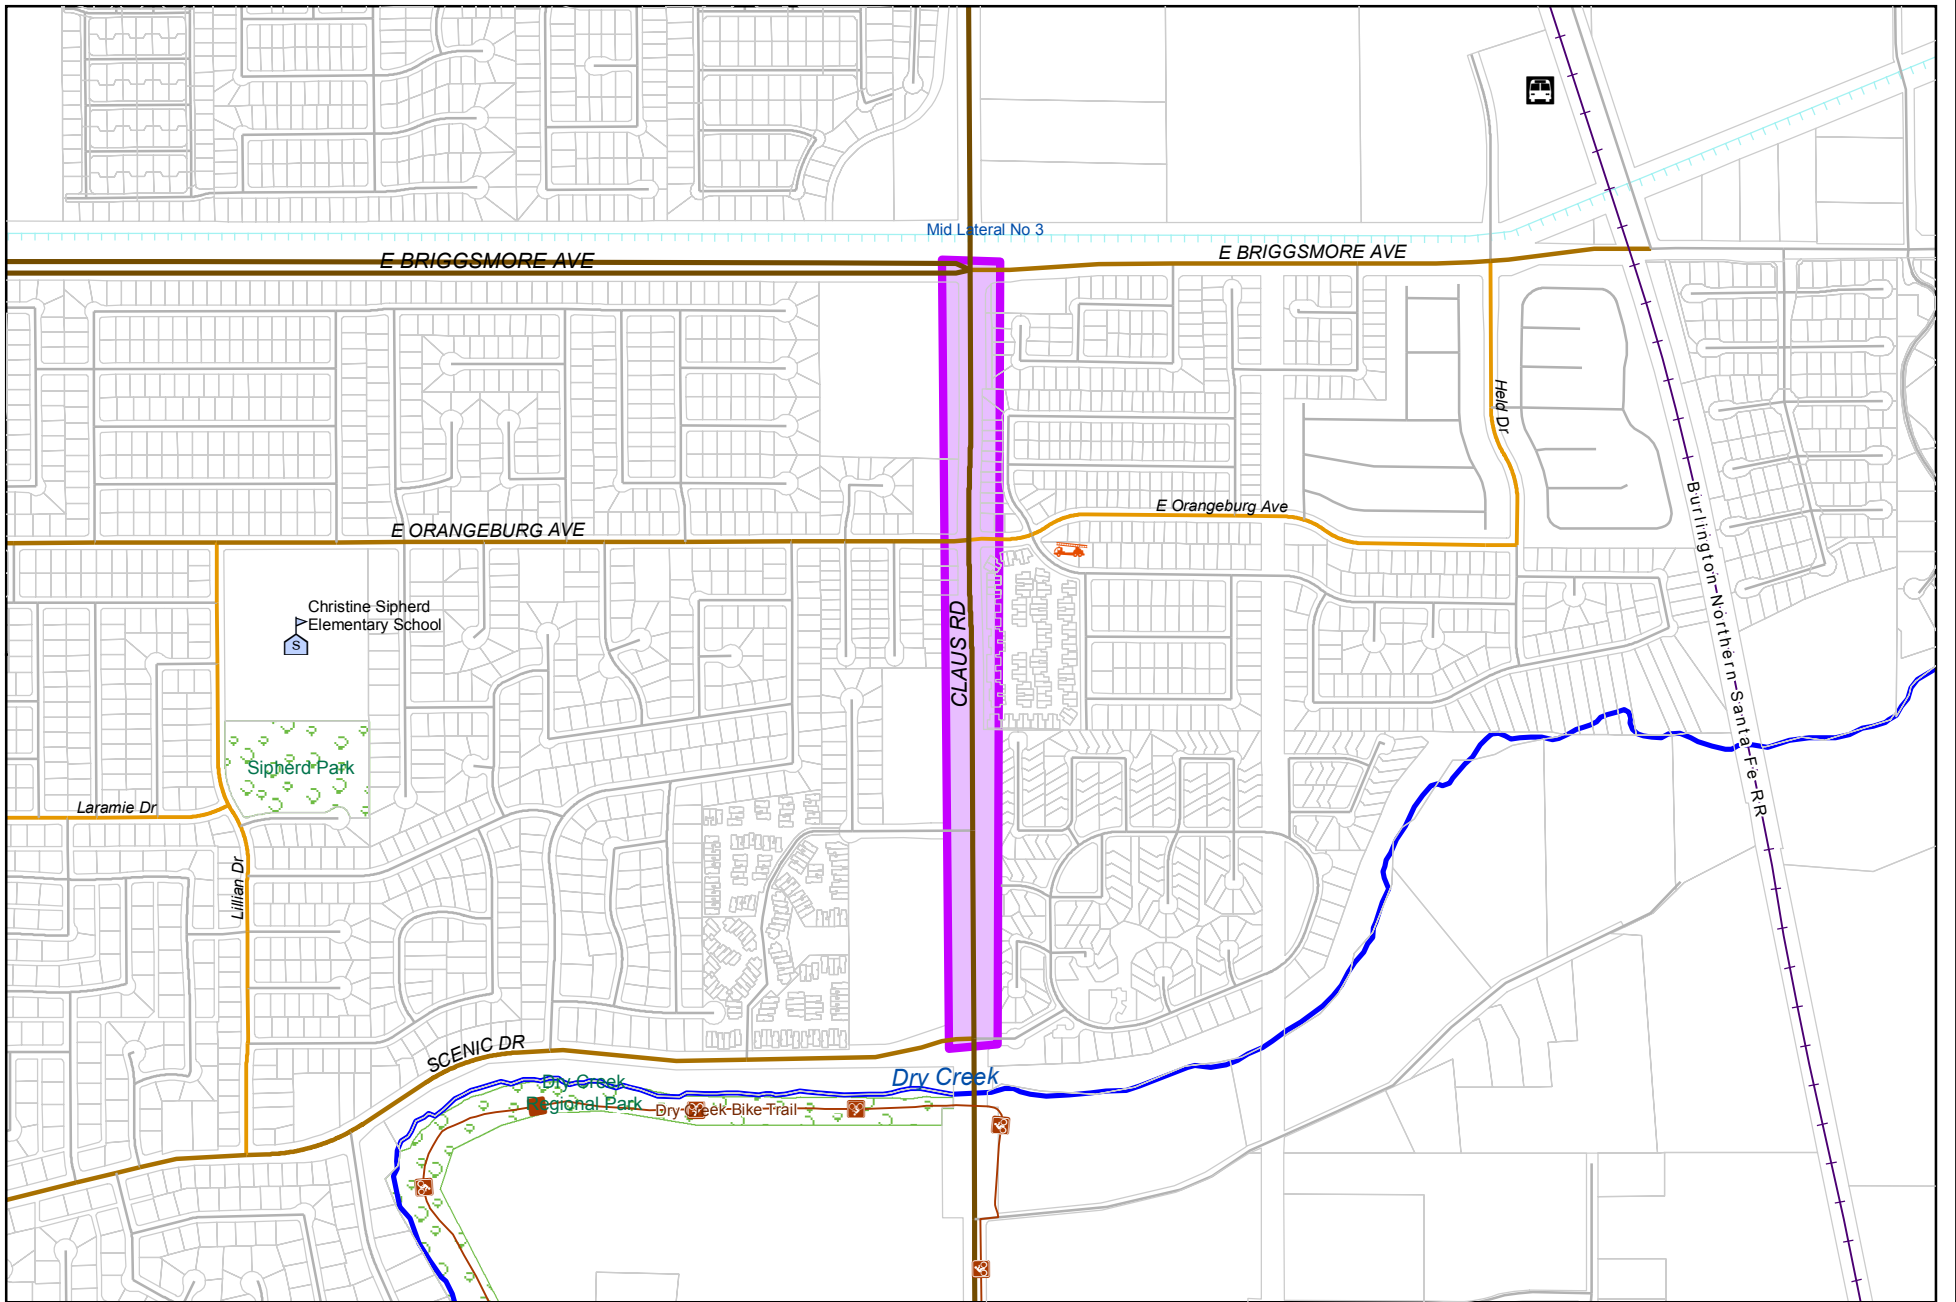 Mid Lateral No 3
E BRIGGSMORE AVE
E BRIGGSMORE AVE
Held Dr
E Orangeburg Ave
E ORANGEBURG AVE
Burlington Northern Santa Fe RR
Christine Sipherd
Elementary School
S
CLAUS RD
Sipherd Park
Laramie Dr
Lillian Dr
SCENIC DR
Dry Creek
Dry Creek
Regional Park
Dry Creek Bike Trail